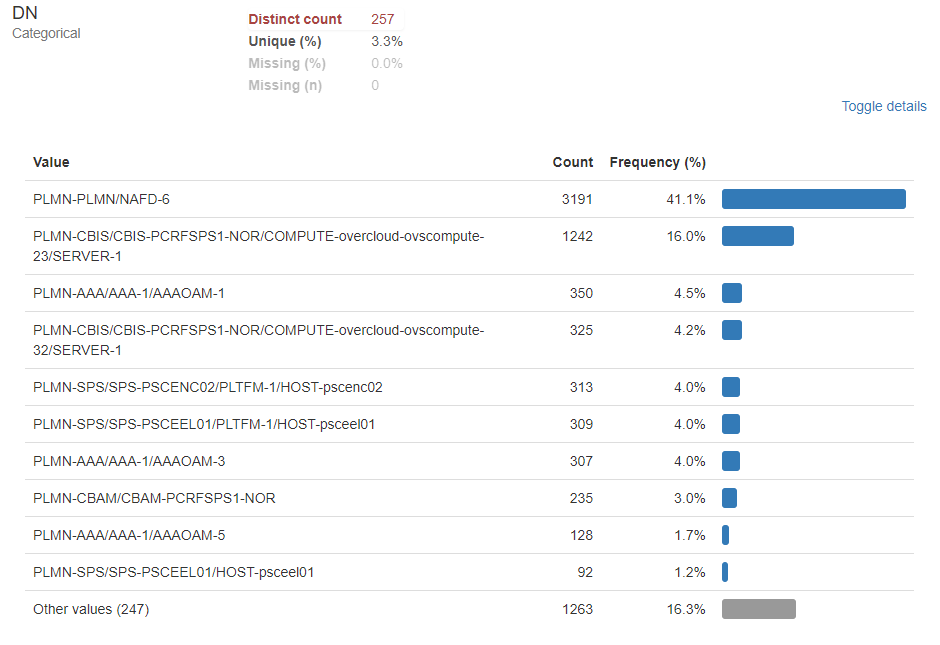 DN
Categorical
Distinct count 257
Unique (%) 3.3%
Missing (%) 0.0%
Missing (n) 0
Toggle details
Value Count Frequency (%)
PLMN-PLMN/NAFD-6 3191 41.1%
PLMN-CBIS/CBIS-PCRFSPS1-NOR/COMPUTE-overcloud-ovscompute- 1242 16.0%
23/SERVER-1
PLMN-AAA/AAA-1/AAAOAM-1 350 4.5%
PLMN-CBIS/CBIS-PCRFSPS1-NOR/COMPUTE-overcloud-ovscompute- 325 4.2%
32/SERVER-1
PLMN-SPS/SPS-PSCENC02/PLTFM-1/HOST-pscenc02 313 4.0%
PLMN-SPS/SPS-PSCEEL01/PLTFM-1/HOST-psceel01 309 4.0%
PLMN-AAA/AAA-1/AAAOAM-3 307 4.0%
PLMN-CBAM/CBAM-PCRFSPS1-NOR 235 3.0%
PLMN-AAA/AAA-1/AAAOAM-5 128 1.7%
PLMN-SPS/SPS-PSCEEL01/HOST-psceel01 92 1.2%
Other values (247) 1263 16.3%